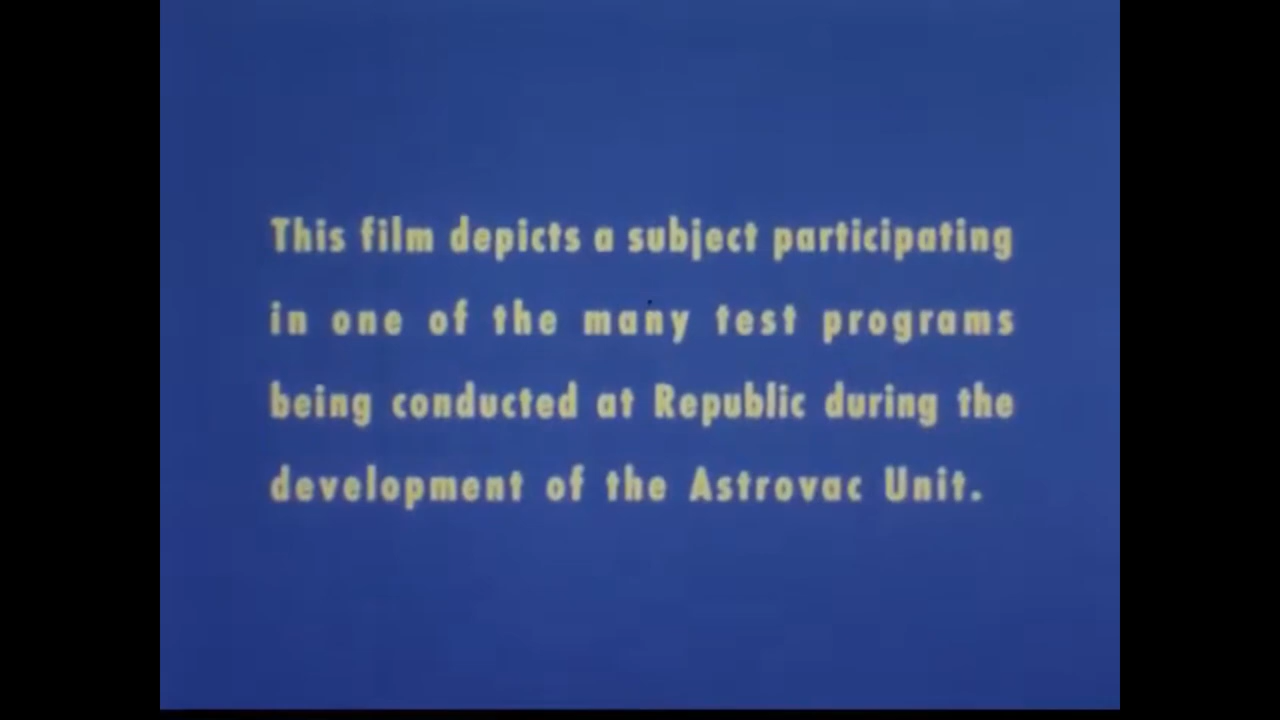 This film depicts a subject participating
in one of the many test programs
being conducted at Republic during the
development of the Astrovac Unit.